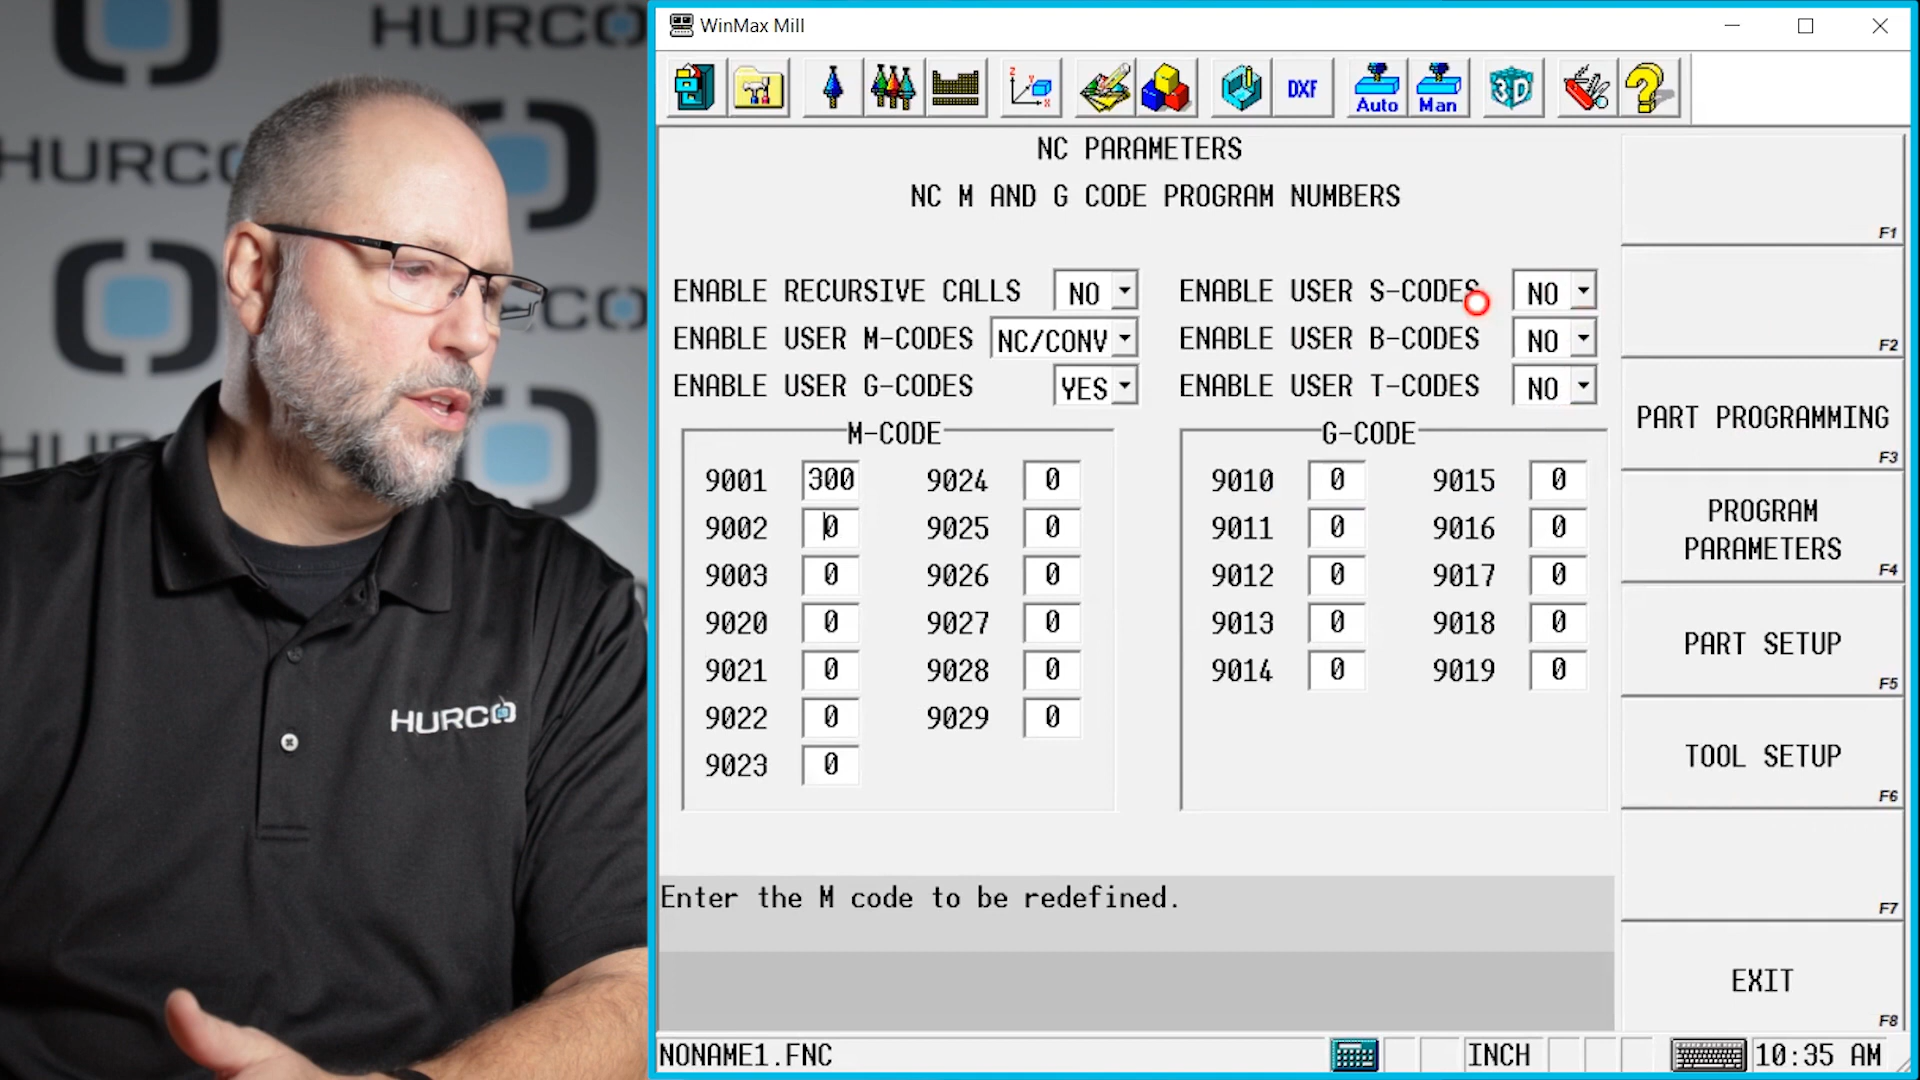 HURCO
HURCO
HURCO
WinMax Mill
DXF
Auto
Man
3D
NC PARAMETERS
NC M AND G CODE PROGRAM NUMBERS
ENABLE RECURSIVE CALLS NO
ENABLE USER S-CODES NO
ENABLE USER M-CODES NC/CONV
ENABLE USER B-CODES NO
ENABLE USER G-CODES YES
ENABLE USER T-CODES NO
M-CODE
9001 300 9024 0
9002 0 9025 0
9003 0 9026 0
9020 0 9027 0
9021 0 9028 0
9022 0 9029 0
9023 0
G-CODE
9010 0 9015 0
9011 0 9016 0
9012 0 9017 0
9013 0 9018 0
9014 0 9019 0
F1
F2
PART PROGRAMMING
F3
PROGRAM
PARAMETERS
F4
PART SETUP
F5
TOOL SETUP
F6
F7
EXIT
F8
Enter the M code to be redefined.
NONAME1.FNC
INCH
10:35 AM